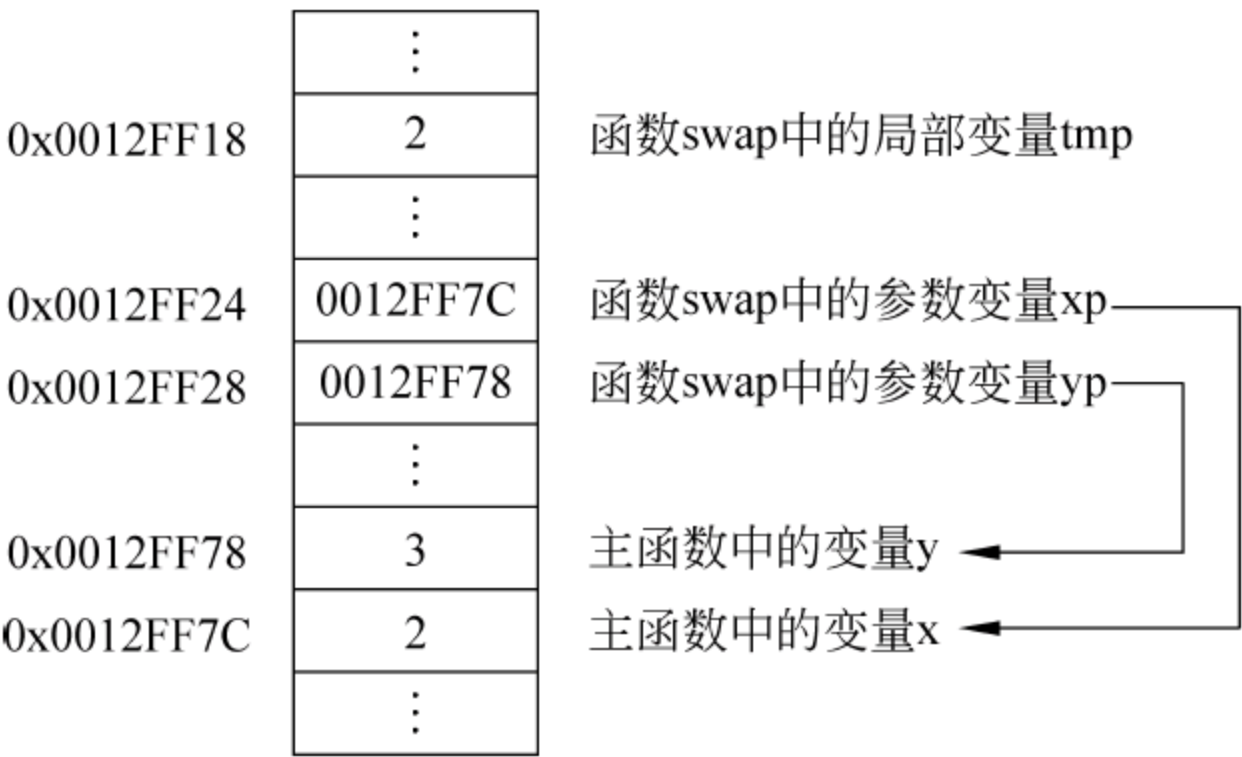 ⋮
0x0012FF18 2 函数swap中的局部变量tmp
⋮
0x0012FF24 0012FF7C 函数swap中的参数变量xp
0x0012FF28 0012FF78 函数swap中的参数变量yp
⋮
0x0012FF78 3 主函数中的变量y
0x0012FF7C 2 主函数中的变量x
⋮